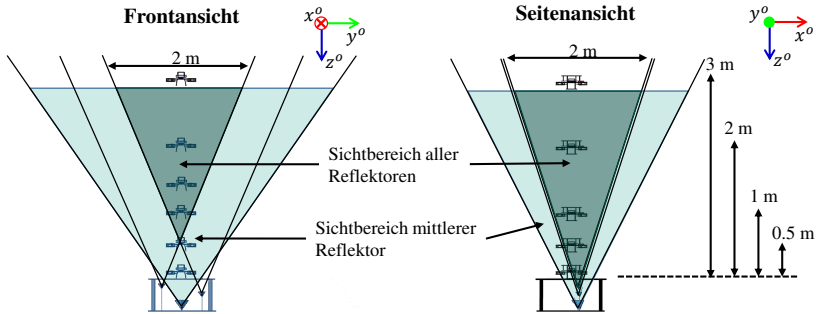 Frontansicht
x^o
y^o
z^o
2 m
Seitenansicht
y^o
x^o
z^o
2 m
3 m
2 m
1 m
0.5 m
Sichtbereich aller
Reflektoren
Sichtbereich mittlerer
Reflektor